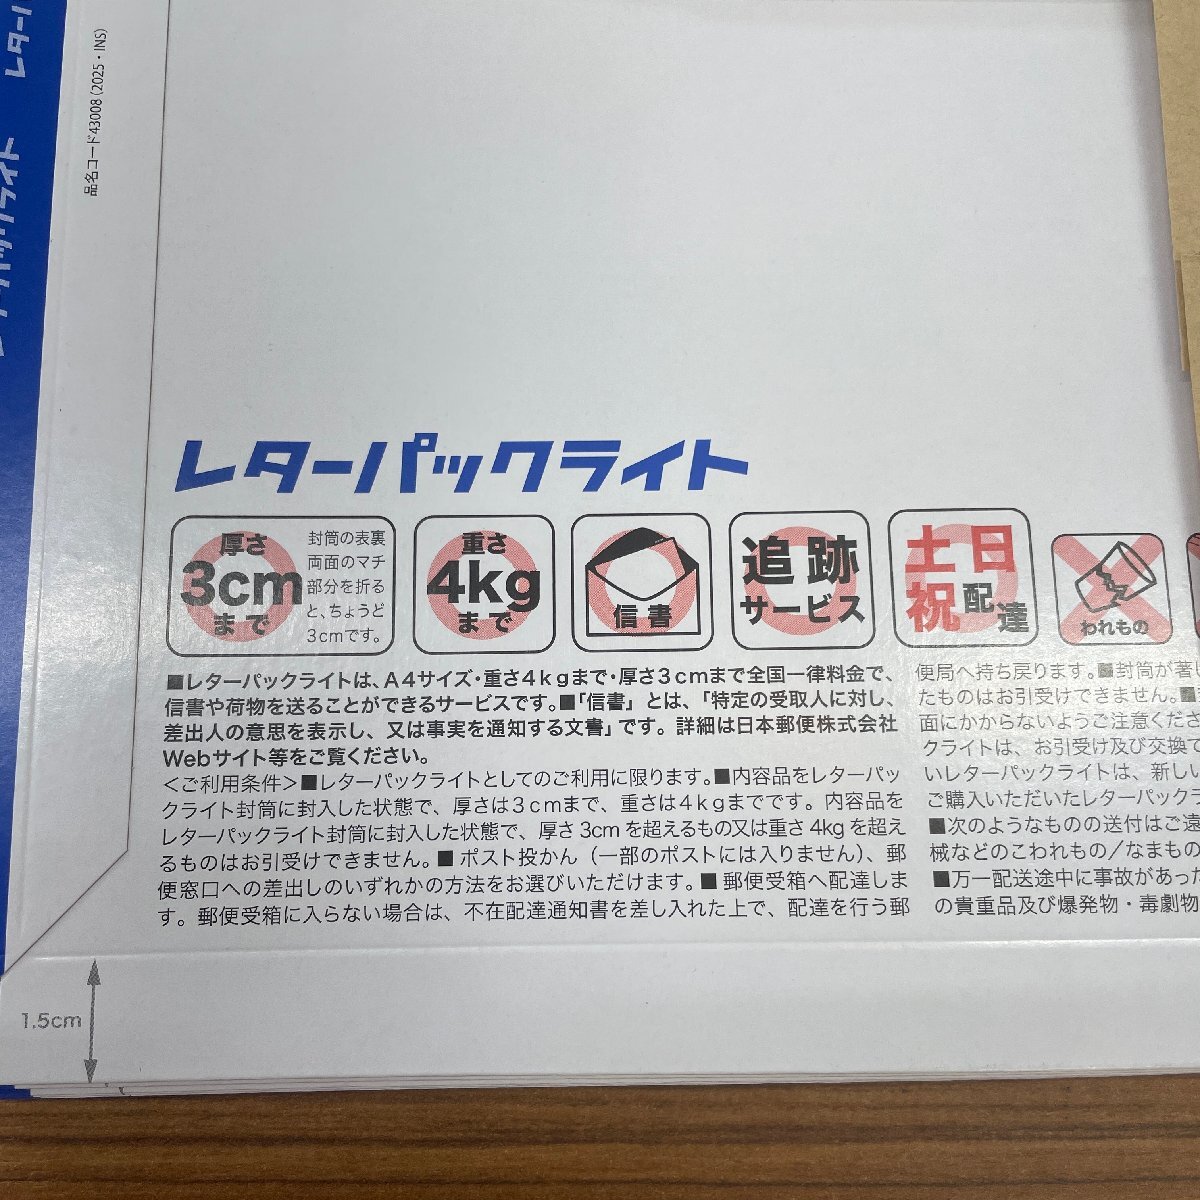 レター
レターパックライト
品名コード43008(2025・INS)
レターパックライト
厚さ
3cm
まで
封筒の表裏
両面のマチ
部分を折る
と、ちょうど
3cmです。
重さ
4kg
まで
信書
追跡
サービス
土日
祝配達
われもの
■レターパックライトは、A4サイズ・重さ4kgまで・厚さ3cmまで全国一律料金で、
信書や荷物を送ることができるサービスです。■「信書」とは、「特定の受取人に対し、
差出人の意思を表示し、又は事実を通知する文書」です。詳細は日本郵便株式会社
Webサイト等をご覧ください。
＜ご利用条件＞■レターパックライトとしてのご利用に限ります。■内容品をレターパッ
クライト封筒に封入した状態で、厚さは3cmまで、重さは4kgまでです。内容品を
レターパックライト封筒に封入した状態で、厚さ3cmを超えるもの又は重さ4kgを超え
るものはお引受けできません。■ポスト投かん（一部のポストには入りません）、郵
便窓口への差出しのいずれかの方法をお選びいただけます。■郵便受箱へ配達しま
す。郵便受箱に入らない場合は、不在配達通知書を差し入れた上で、配達を行う郵
便局へ持ち戻ります。■封筒が著し
たものはお引受けできません。■
面にかからないようご注意くださ
クライトは、お引受け及び交換で
いレターパックライトは、新しい
ご購入いただいたレターパックラ
■次のようなものの送付はご遠
械などのこわれもの／なまもの
■万一配送途中に事故があった
の貴重品及び爆発物・毒劇物
1.5cm